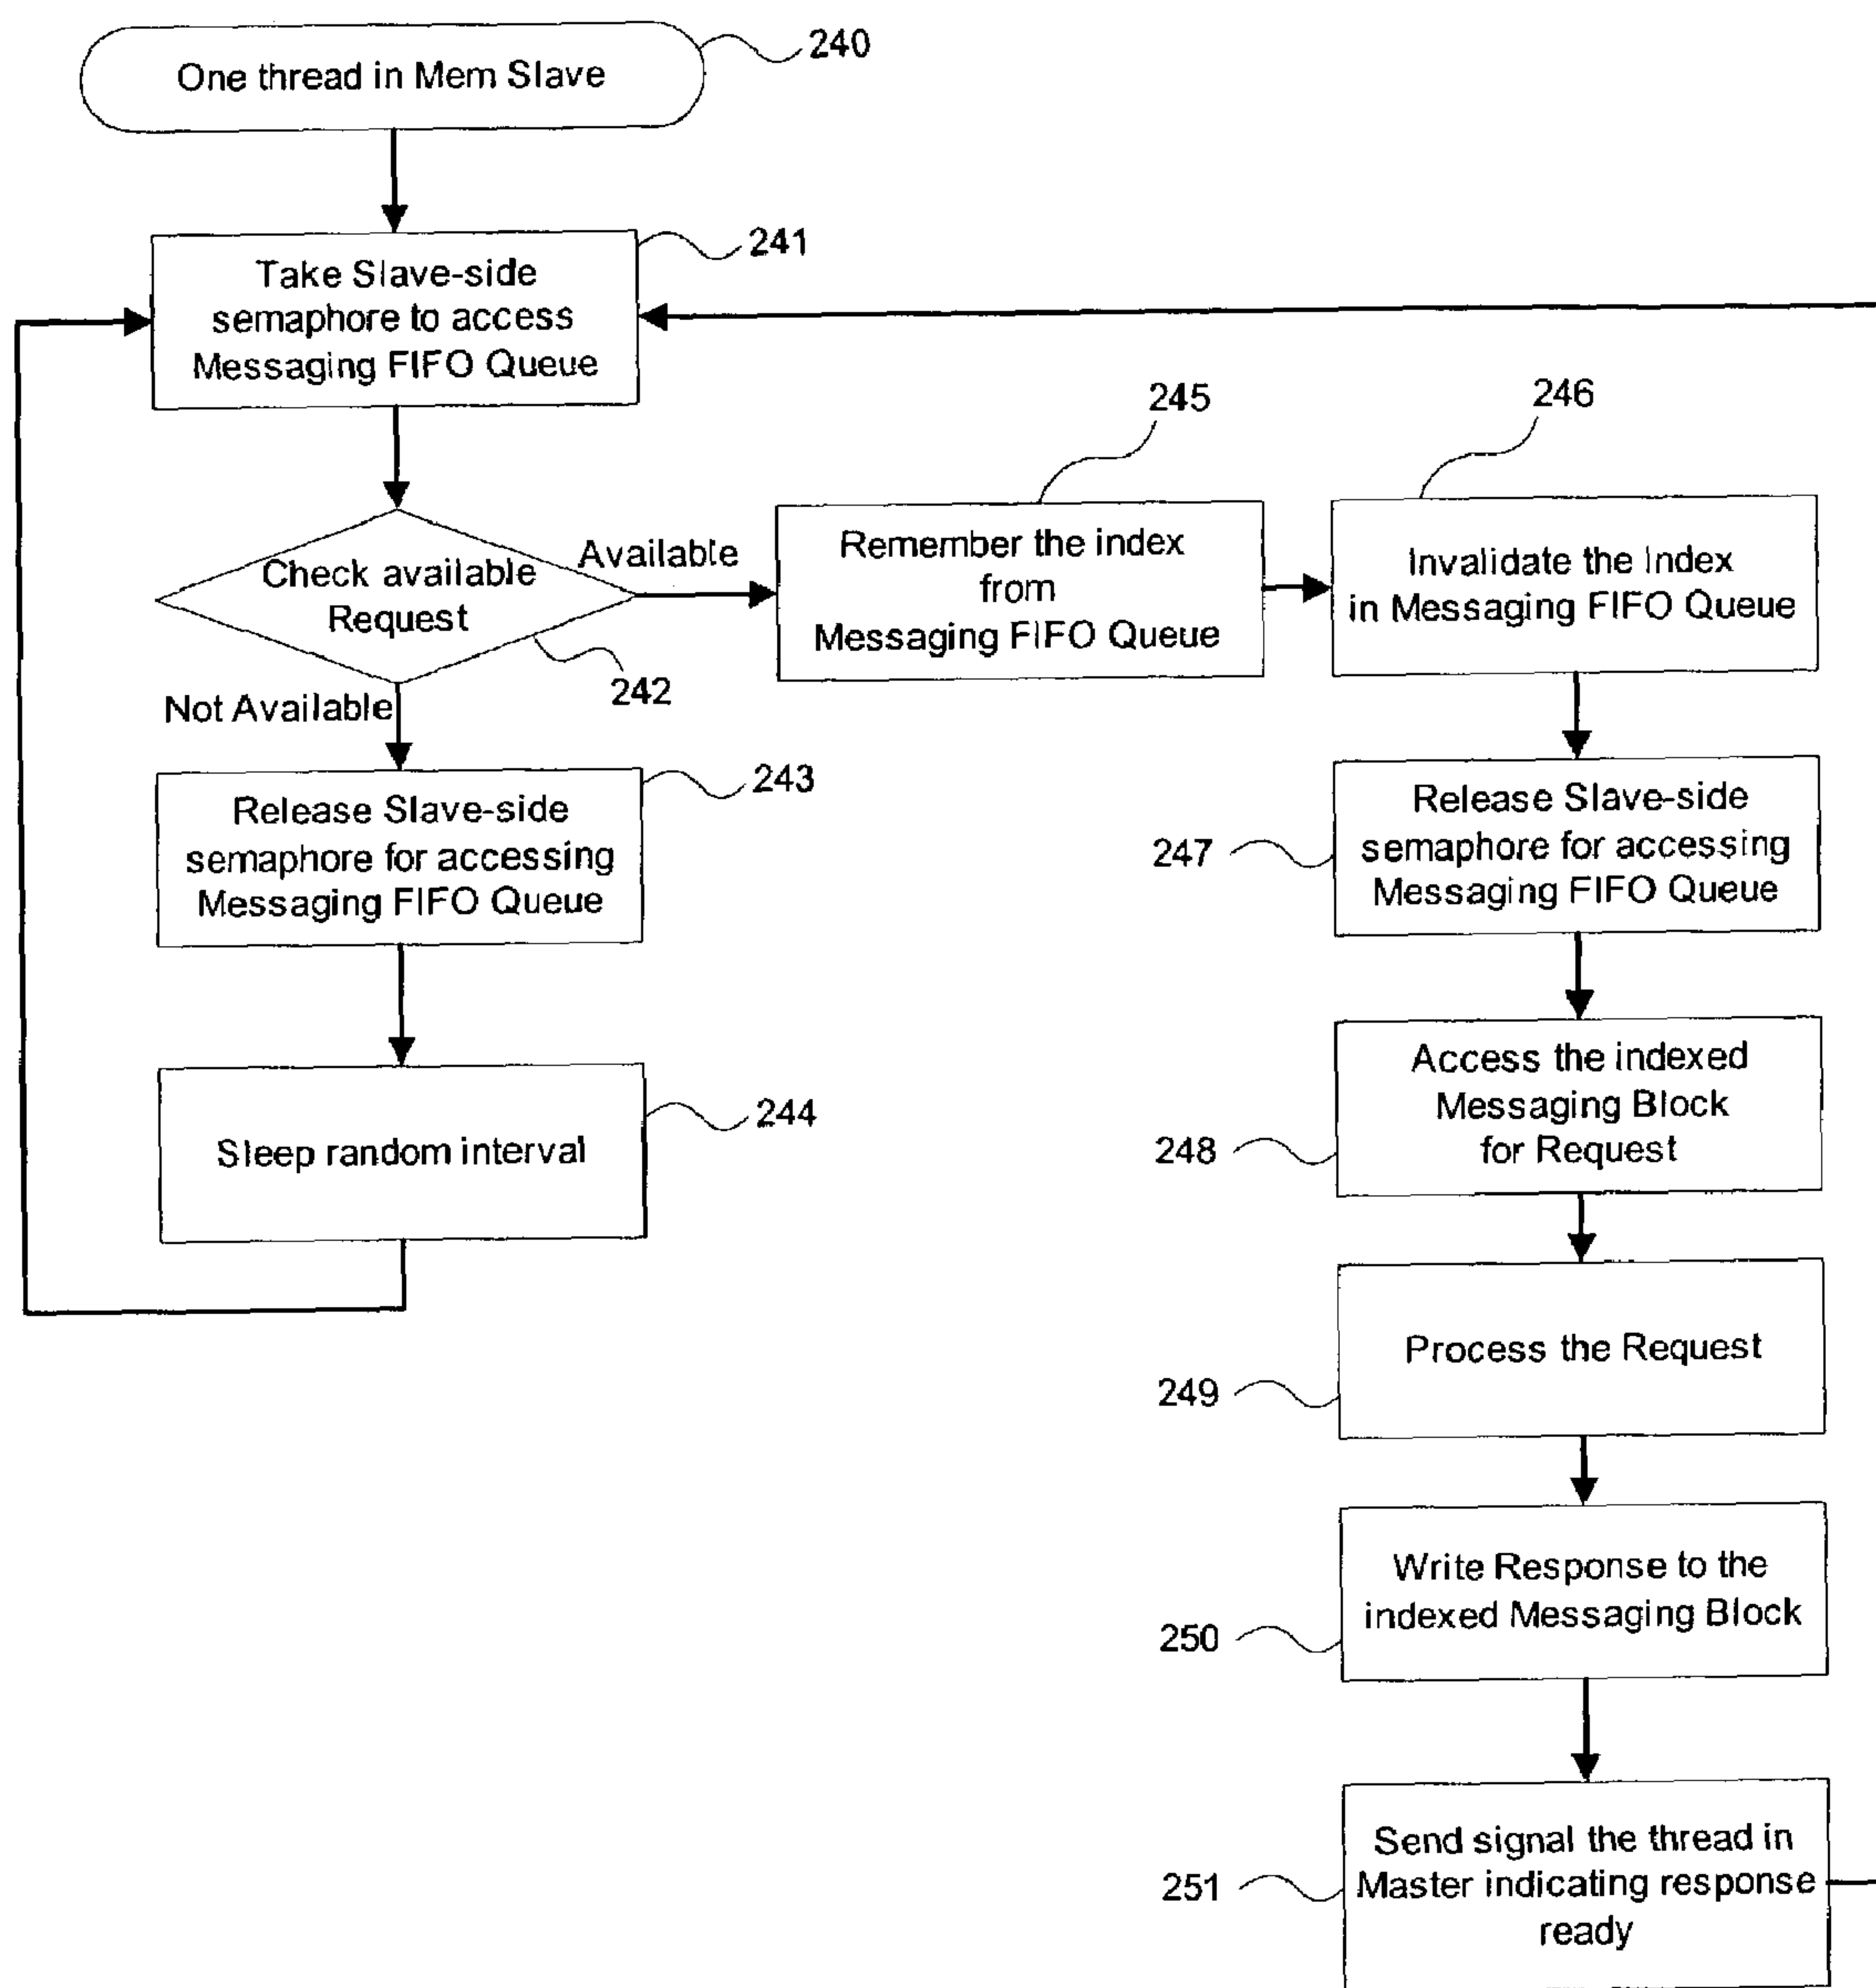 One thread in Mem Slave
240
Take Slave-side
semaphore to access
Messaging FIFO Queue
241
Check available
Request
Available
242
Not Available
Release Slave-side
semaphore for accessing
Messaging FIFO Queue
243
Sleep random interval
244
245
Remember the index
from
Messaging FIFO Queue
246
Invalidate the Index
in Messaging FIFO Queue
247
Release Slave-side
semaphore for accessing
Messaging FIFO Queue
248
Access the indexed
Messaging Block
for Request
249
Process the Request
250
Write Response to the
indexed Messaging Block
251
Send signal the thread in
Master indicating response
ready